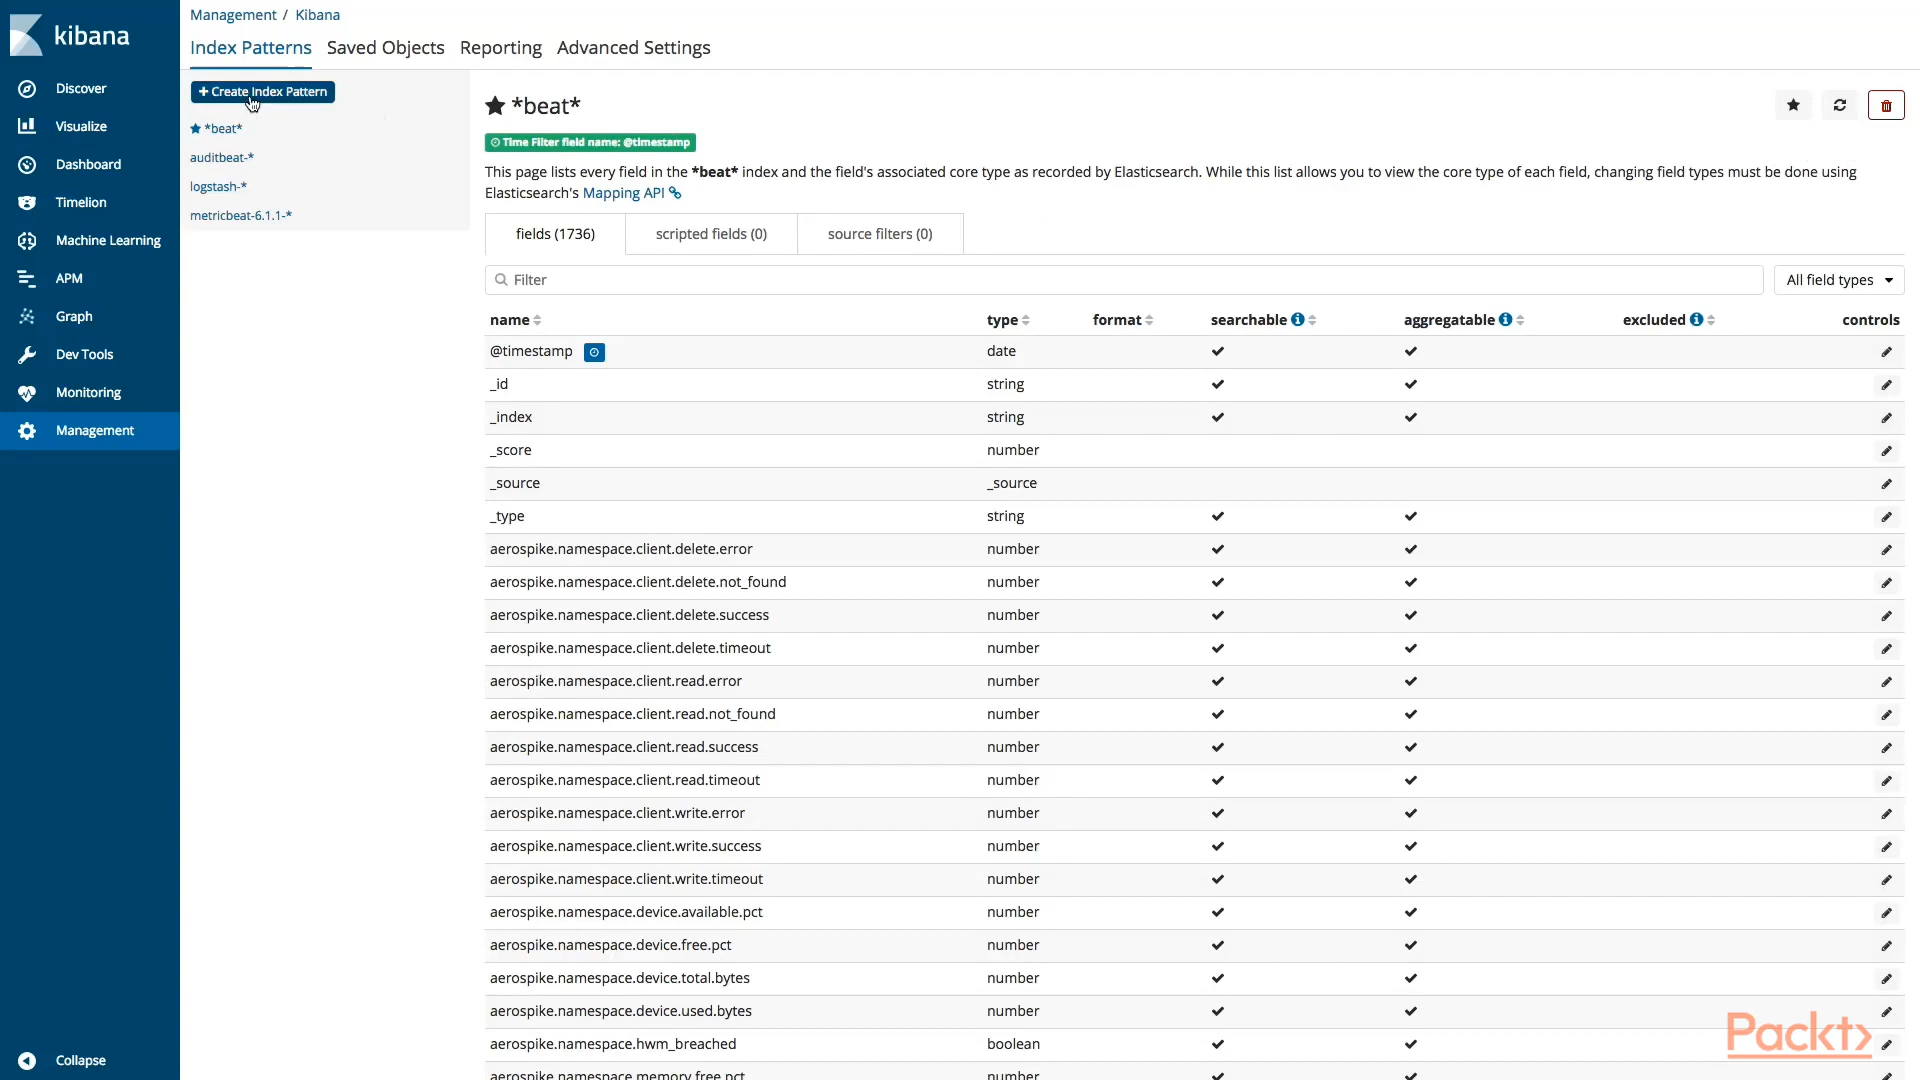 kibana
Discover
Visualize
Dashboard
Timelion
Machine Learning
APM
Graph
Dev Tools
Monitoring
Management
Collapse
Management / Kibana
Index Patterns Saved Objects Reporting Advanced Settings
+ Create Index Pattern
*beat*
auditbeat-*
logstash-*
metricbeat-6.1.1-*
*beat*
Time Filter field name: @timestamp
This page lists every field in the *beat* index and the field's associated core type as recorded by Elasticsearch. While this list allows you to view the core type of each field, changing field types must be done using
Elasticsearch's Mapping API
fields (1736) scripted fields (0) source filters (0)
Filter All field types
name type format searchable aggregatable excluded controls
@timestamp date
_id string
_index string
_score number
_source _source
_type string
aerospike.namespace.client.delete.error number
aerospike.namespace.client.delete.not_found number
aerospike.namespace.client.delete.success number
aerospike.namespace.client.delete.timeout number
aerospike.namespace.client.read.error number
aerospike.namespace.client.read.not_found number
aerospike.namespace.client.read.success number
aerospike.namespace.client.read.timeout number
aerospike.namespace.client.write.error number
aerospike.namespace.client.write.success number
aerospike.namespace.client.write.timeout number
aerospike.namespace.device.available.pct number
aerospike.namespace.device.free.pct number
aerospike.namespace.device.total.bytes number
aerospike.namespace.device.used.bytes number
aerospike.namespace.hwm_breached boolean
aerospike.namespace.memory.free.pct number
Packt>